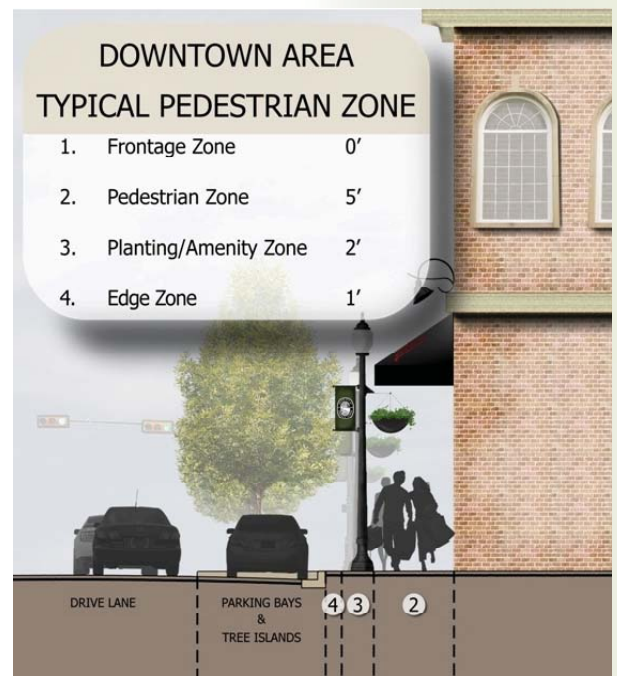 DOWNTOWN AREA
TYPICAL PEDESTRIAN ZONE
1. Frontage Zone 0'
2. Pedestrian Zone 5'
3. Planting/Amenity Zone 2'
4. Edge Zone 1'
DRIVE LANE
PARKING BAYS
&
TREE ISLANDS
4 3 2